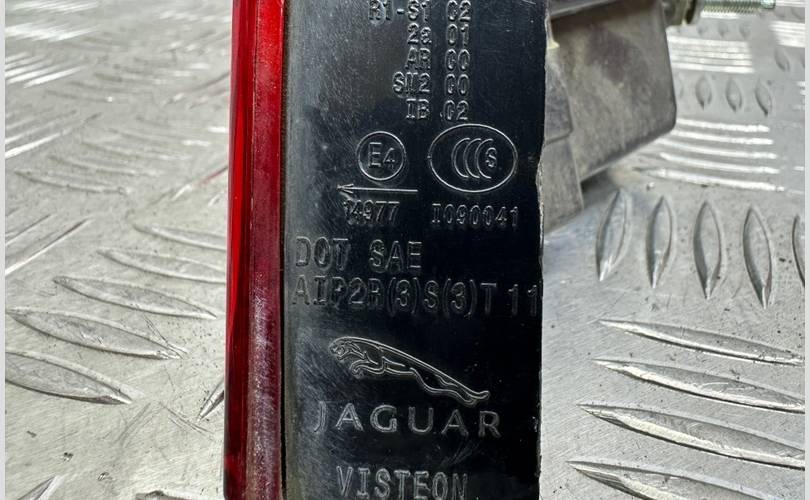 R1-S1 02
2a 01
AR 00
SM2 00
IB 02
E4 CCC S
14977 I090041
DOT SAE
AIP2R(3)S(3)T 11
JAGUAR
VISTEON